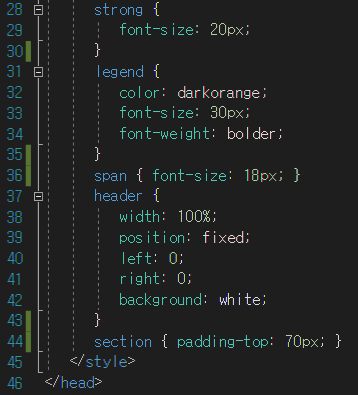 28 strong {
29 font-size: 20px;
30 }
31 legend {
32 color: darkorange;
33 font-size: 30px;
34 font-weight: bolder;
35 }
36 span { font-size: 18px; }
37 header {
38 width: 100%;
39 position: fixed;
40 left: 0;
41 right: 0;
42 background: white;
43 }
44 section { padding-top: 70px; }
45 </style>
46 </head>